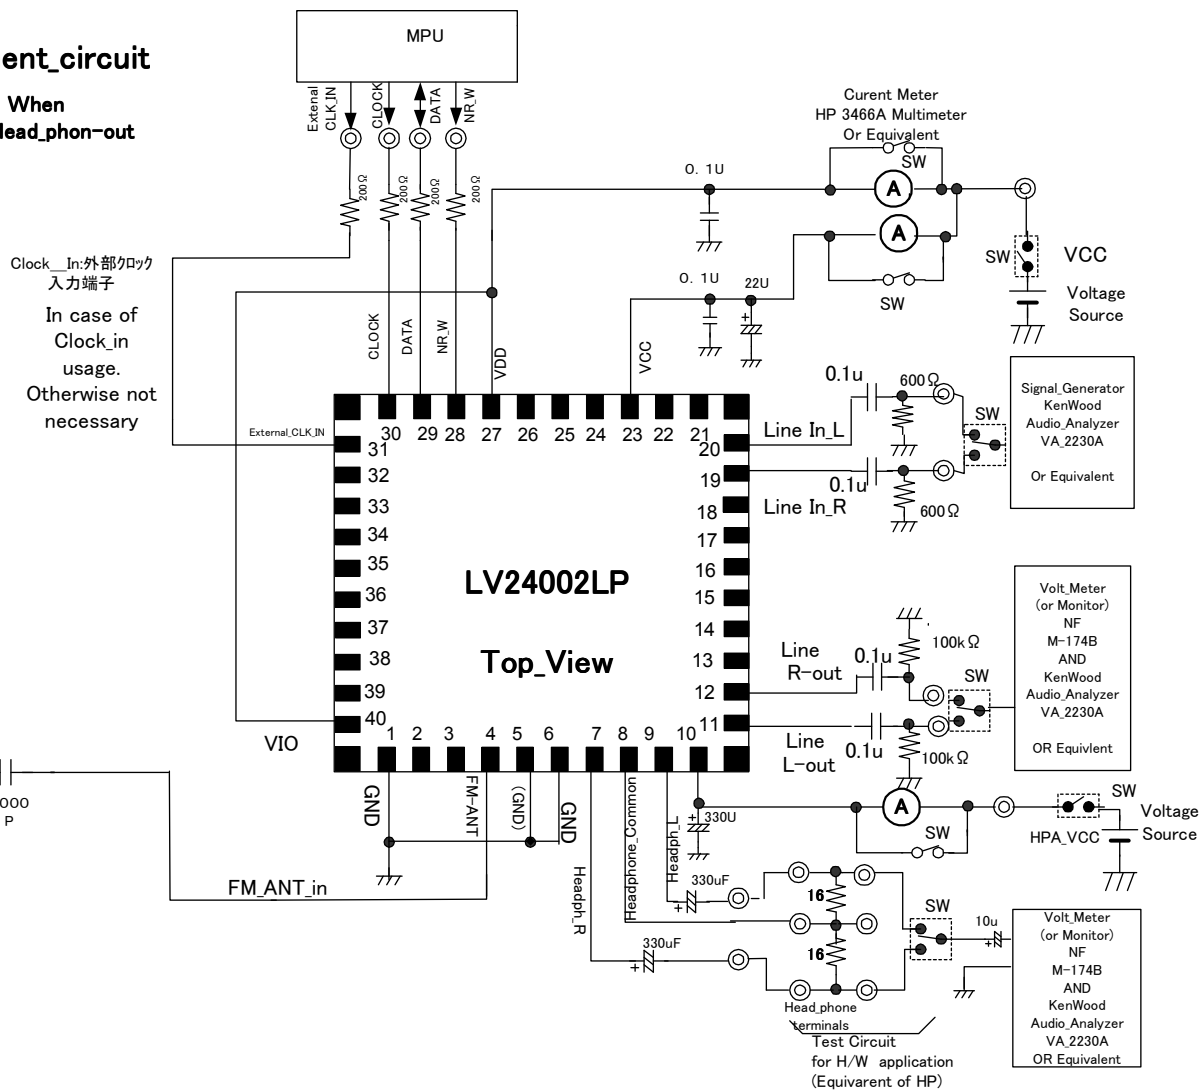 ent_circuit
When
lead_phon-out
MPU
Extenal
CLK_IN
CLOCK
DATA
NR_W
200Ω
200Ω
200Ω
200Ω
Curent Meter
HP 3466A Multimeter
Or Equivalent
SW
A
0. 1U
A
SW
SW
VCC
Voltage
Source
0. 1U
22U
+
Clock__In:外部クロック
入力端子
In case of
Clock_in
usage.
Otherwise not
necessary
CLOCK
DATA
NR_W
VDD
VCC
External_CLK_IN
30
29
28
27
26
25
24
23
22
21
31
32
33
34
35
36
37
38
39
40
20
19
18
17
16
15
14
13
12
11
1
2
3
4
5
6
7
8
9
10
LV24002LP
Top_View
Line In_L
0.1u
600Ω
Line In_R
0.1u
600Ω
SW
Signal_Generator
KenWood
Audio_Analyzer
VA_2230A
Or Equivalent
Line
R-out
0.1u
100kΩ
SW
Line
L-out
0.1u
100kΩ
Volt_Meter
(or Monitor)
NF
M-174B
AND
KenWood
Audio_Analyzer
VA_2230A
OR Equivlent
VIO
000
P
GND
FM-ANT
(GND)
GND
FM_ANT_in
Headph_R
Headphone_Common
Headph_L
+
330U
A
SW
SW
HPA_VCC
Voltage
Source
330uF
+
330uF
+
16
16
SW
10u
+
Head_phone
terminals
Test Circuit
for H/W application
(Equivarent of HP)
Volt_Meter
(or Monitor)
NF
M-174B
AND
KenWood
Audio_Analyzer
VA_2230A
OR Equivalent